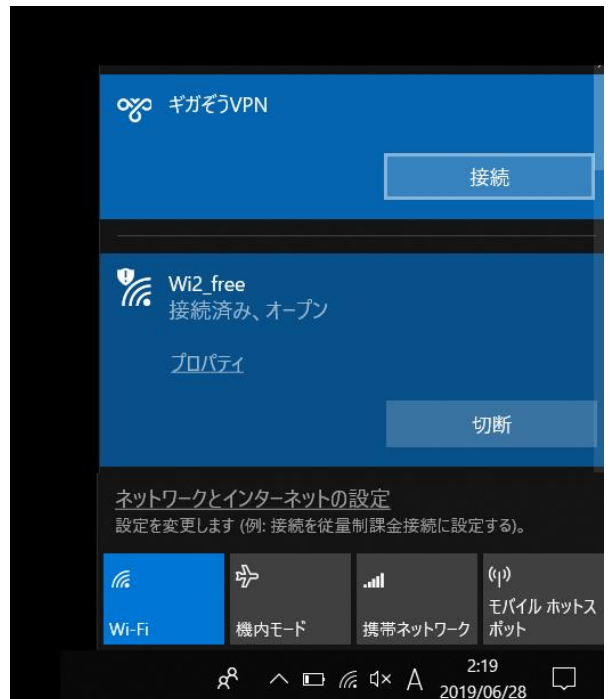 ギガぞうVPN
接続
Wi2_free
接続済み、オープン
プロパティ
切断
ネットワークとインターネットの設定
設定を変更します (例: 接続を従量制課金接続に設定する)。
Wi-Fi
機内モード
携帯ネットワーク
モバイル ホットス
ポット
A
2:19
2019/06/28